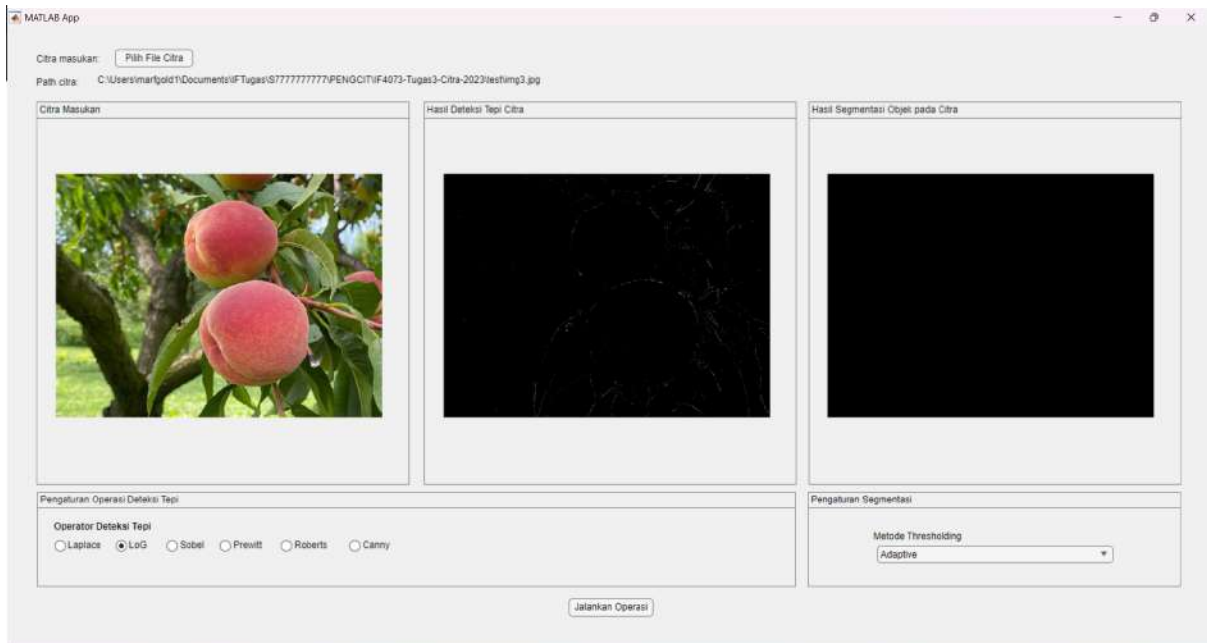 MATLAB App
Citra masukan: Pilih File Citra
Path citra: C:\Users\marfgold1\Documents\IFTugas\S7777777777\PENGCIT\IF4073-Tugas3-Citra-2023\test\img3.jpg
Citra Masukan
Hasil Deteksi Tepi Citra
Hasil Segmentasi Objek pada Citra
Pengaturan Operasi Deteksi Tepi
Pengaturan Segmentasi
Operator Deteksi Tepi
Laplace LoG Sobel Prewitt Roberts Canny
Metode Thresholding
Adaptive
Jalankan Operasi